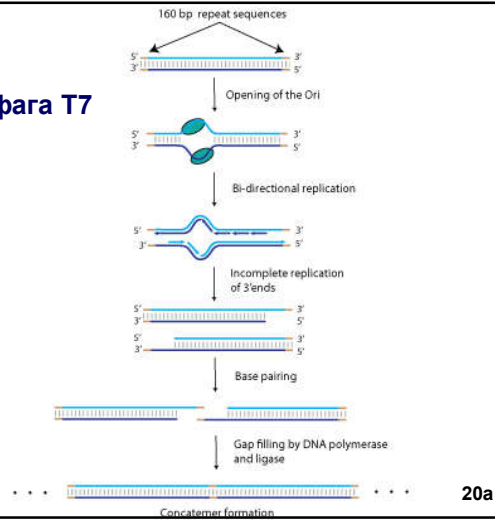 160 bp repeat sequences
5' 3'
3' 5'
Opening of the Ori
фага T7
5' 3'
3' 5'
Bi-directional replication
5' 3'
3' 5'
Incomplete replication
of 3'ends
5' 3'
3' 5'
5' 3'
3' 5'
Base pairing
Gap filling by DNA polymerase
and ligase
Concatemer formation
20a